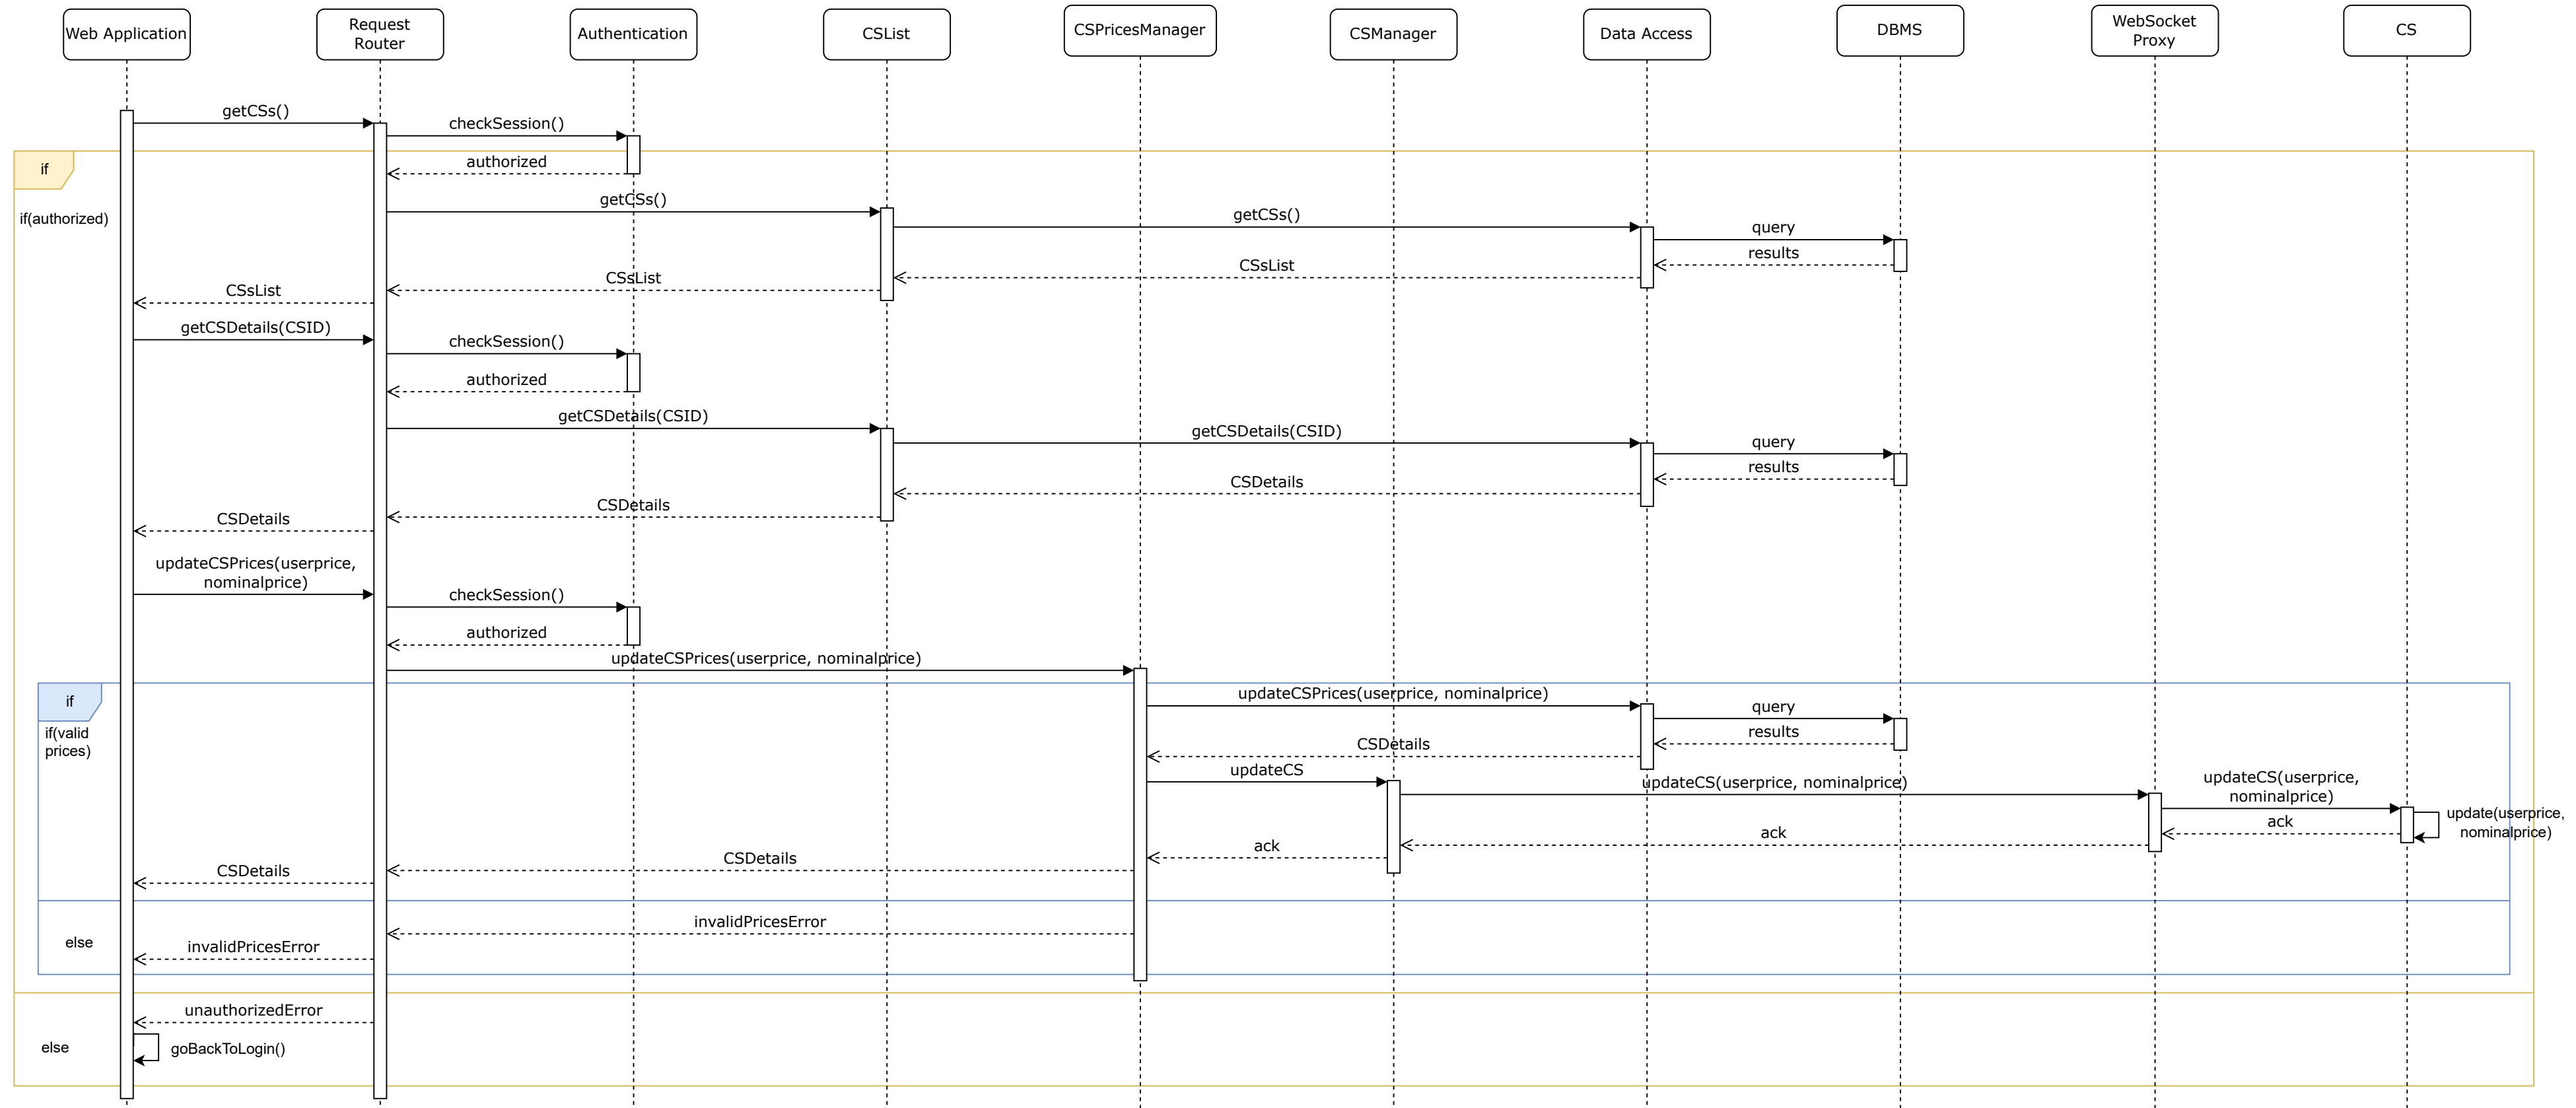 Web Application
Request
Router
Authentication
CSList
CSPricesManager
CSManager
Data Access
DBMS
WebSocket
Proxy
CS
getCSs()
checkSession()
if
authorized
if(authorized)
getCSs()
getCSs()
query
results
CSsList
CSsList
CSsList
getCSDetails(CSID)
checkSession()
authorized
getCSDetails(CSID)
getCSDetails(CSID)
query
results
CSDetails
CSDetails
CSDetails
updateCSPrices(userprice,
nominalprice)
checkSession()
authorized
updateCSPrices(userprice, nominalprice)
if
if(valid
prices)
updateCSPrices(userprice, nominalprice)
query
results
CSDetails
updateCS
updateCS(userprice, nominalprice)
updateCS(userprice,
nominalprice)
update(userprice,
nominalprice)
ack
ack
ack
CSDetails
CSDetails
invalidPricesError
else
invalidPricesError
unauthorizedError
else
goBackToLogin()